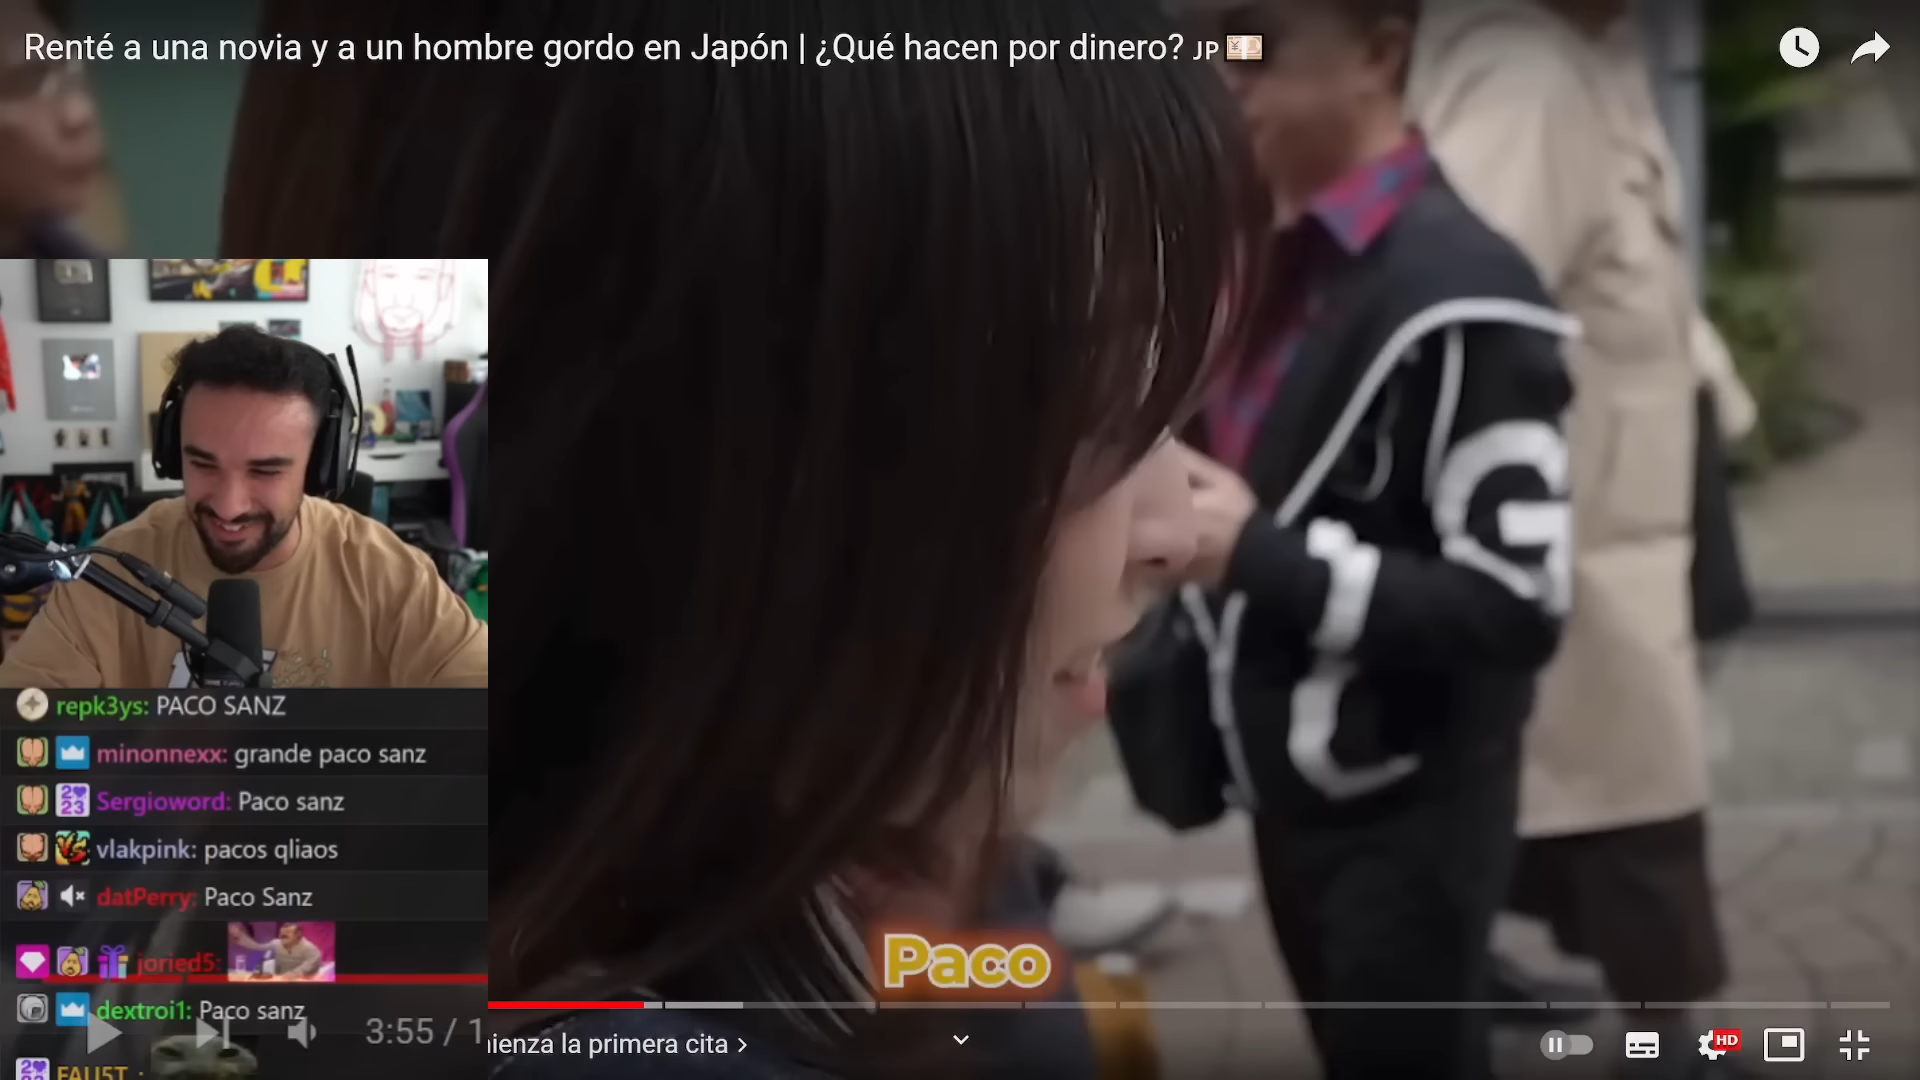 Renté a una novia y a un hombre gordo en Japón | ¿Qué hacen por dinero? JP
G
repk3ys: PACO SANZ
minonnexx: grande paco sanz
Sergioword: Paco sanz
vlakpink: pacos qliaos
datPerry: Paco Sanz
joried5:
dextroi1: Paco sanz
FAU5T :
Paco
3:55 / 1
ienza la primera cita
HD